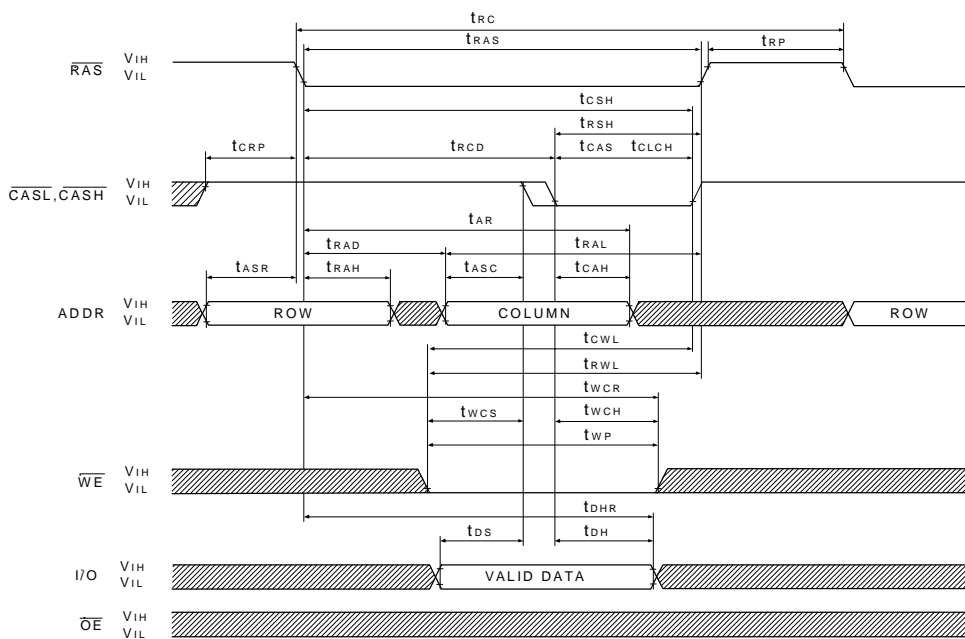 tRC
tRAS tRP
RAS VIH
VIL
tCSH
tRSH
tCRP tRCD tCAS tCLCH
CASL,CASH VIH
VIL
tAR
tRAD tRAL
tASR tRAH tASC tCAH
ADDR VIH
VIL
ROW COLUMN ROW
tCWL
tRWL
tWCR
tWCS tWCH
tWP
WE VIH
VIL
tDHR
tDS tDH
I/O VIH
VIL
VALID DATA
OE VIH
VIL